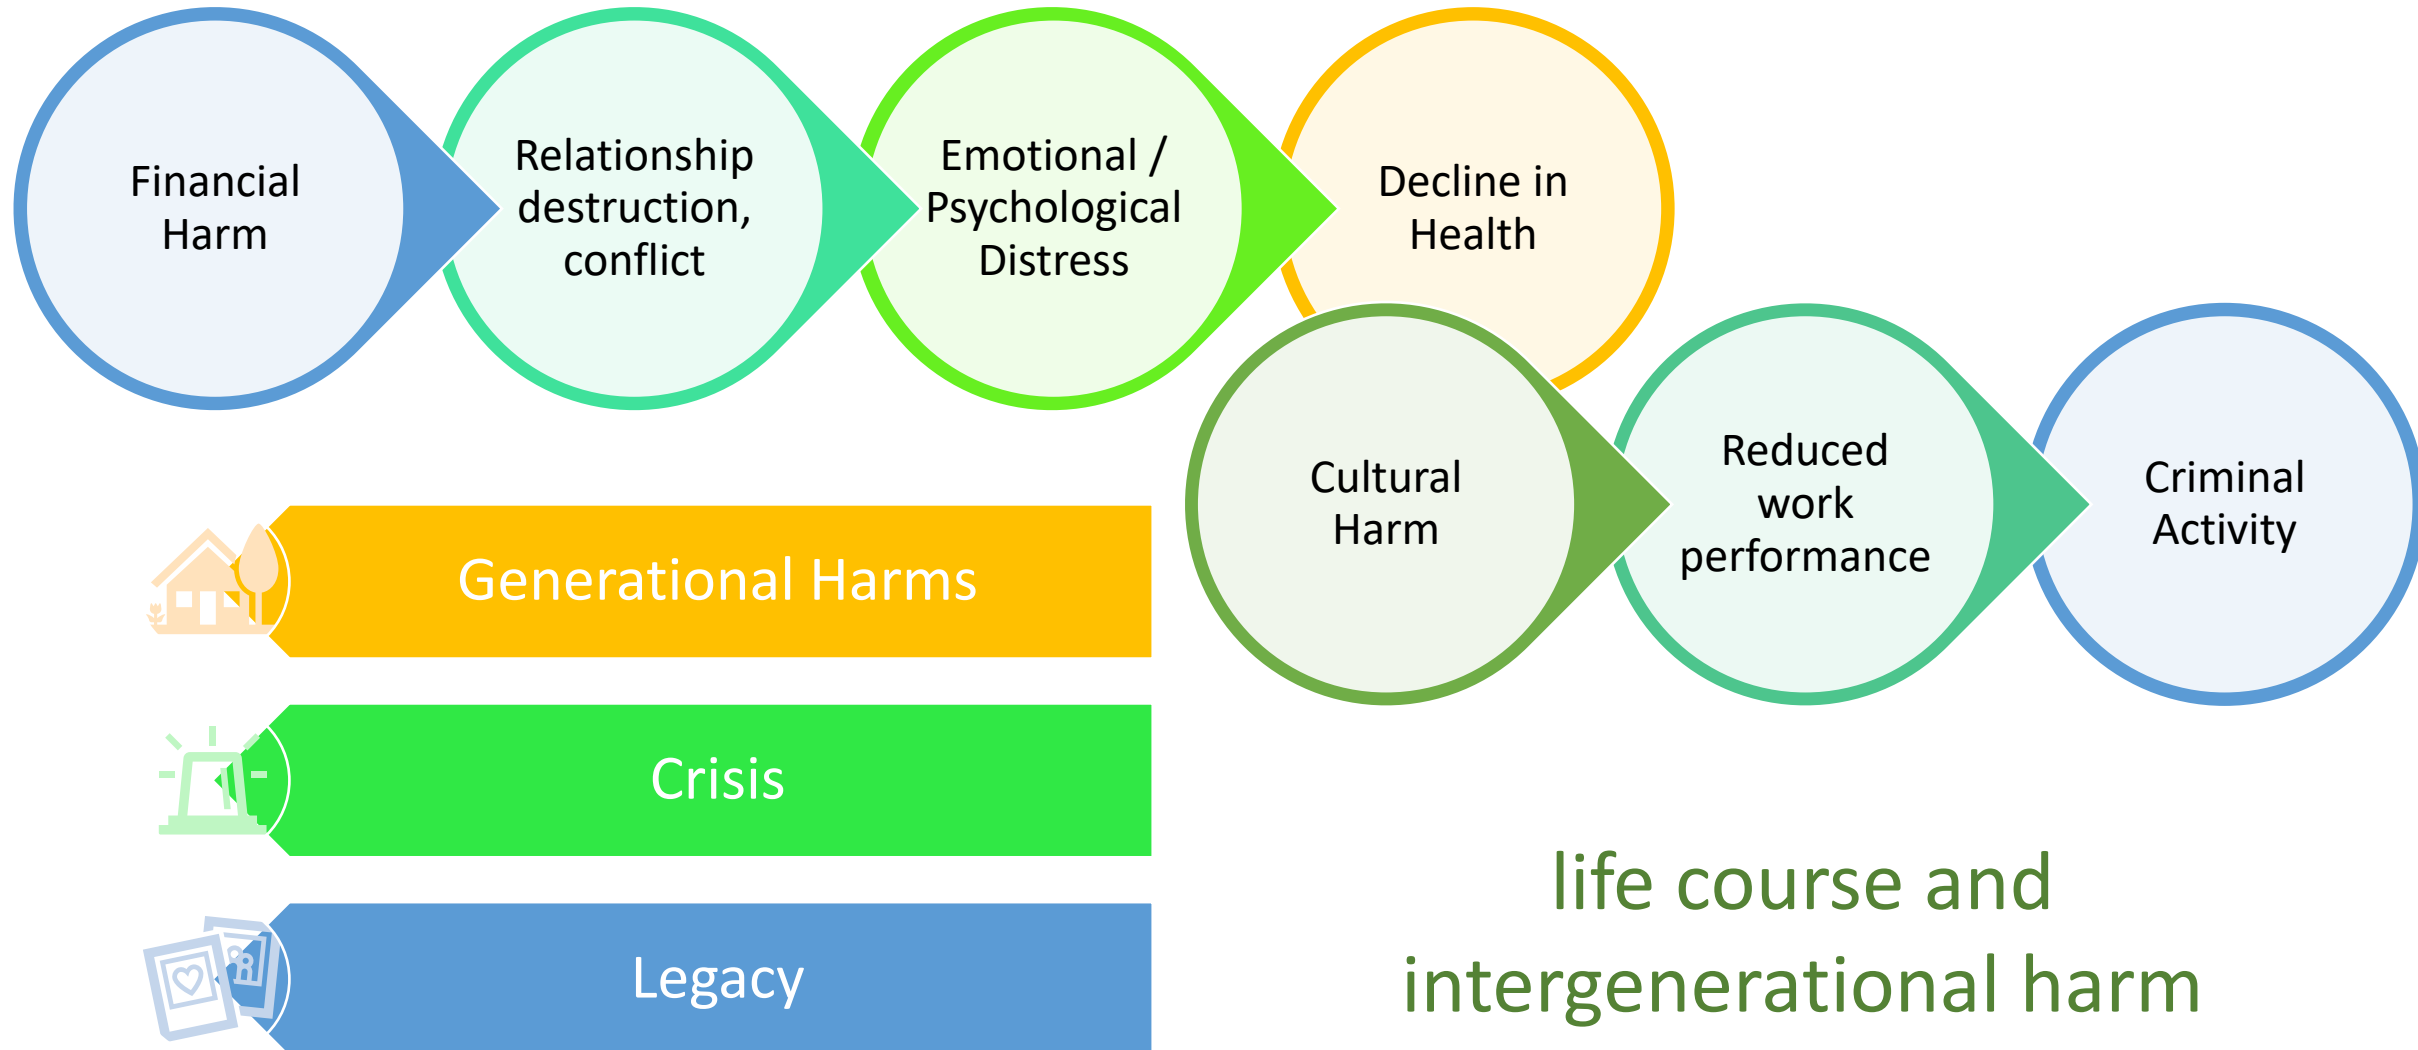 Financial
Harm
Relationship
destruction,
conflict
Emotional /
Psychological
Distress
Decline in
Health
Cultural
Harm
Reduced
work
performance
Criminal
Activity
Generational Harms
Crisis
Legacy
life course and
intergenerational harm